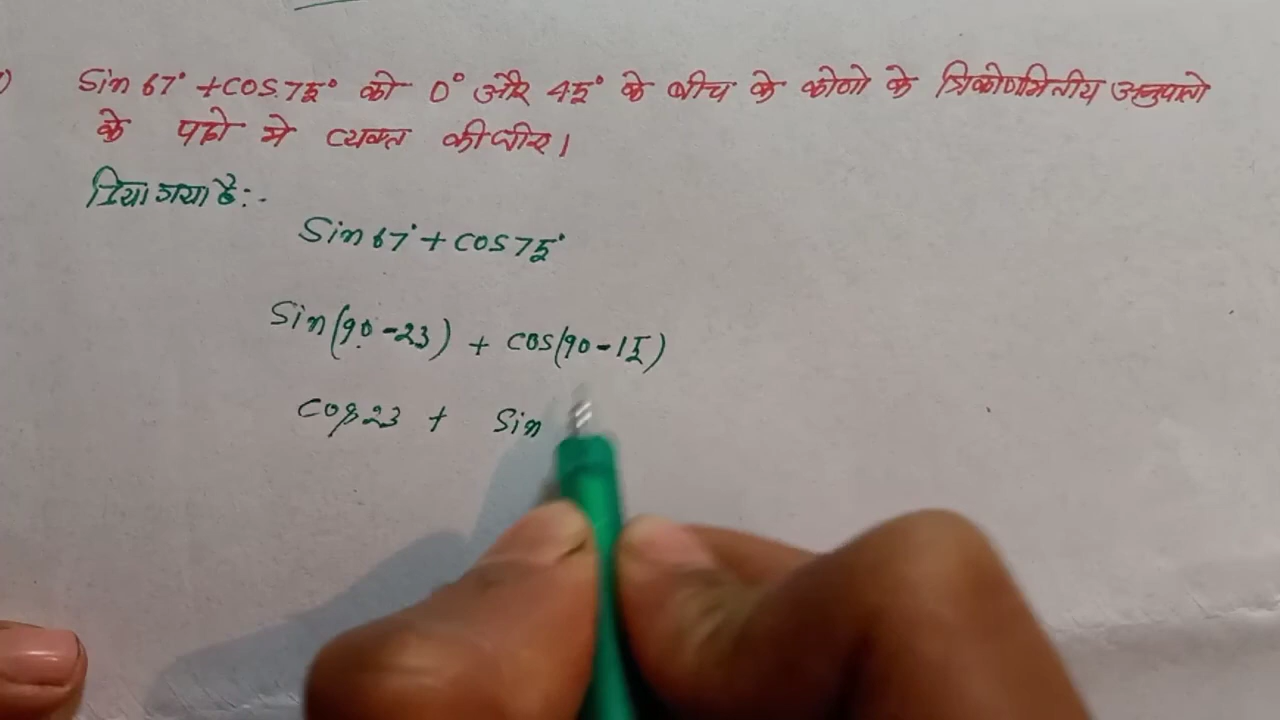 Sin 67° + cos 75° को 0° और 45° के बीच के कोणो के त्रिकोणमितीय अनुपातो
के पदो मे व्यक्त कीजीए।
दिया गया है:-
Sin 67° + cos 75°
Sin(90-23) + cos(90-15)
cos 23 + Sin